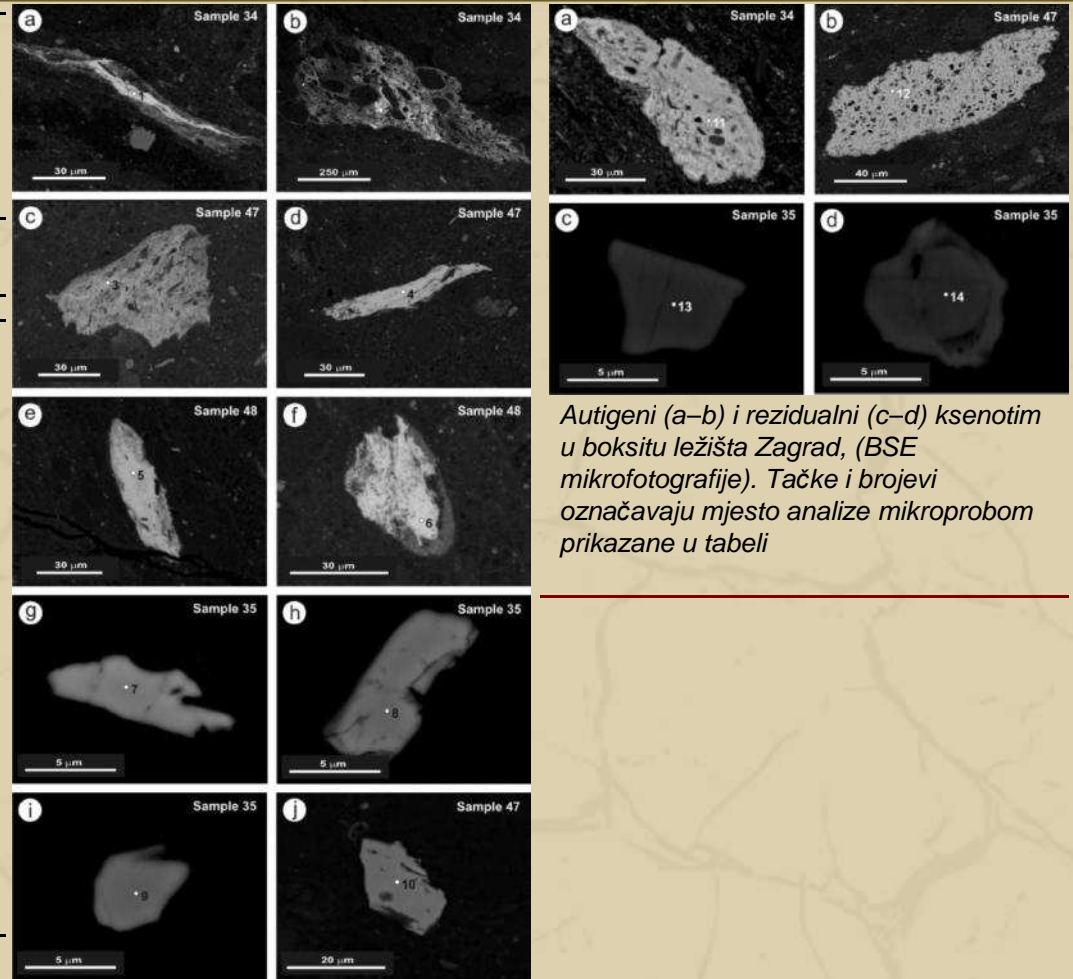 a Sample 34
1
30 µm
b Sample 34
250 µm
c Sample 47
3
30 µm
d Sample 47
4
30 µm
e Sample 48
5
30 µm
f Sample 48
6
30 µm
g Sample 35
7
5 µm
h Sample 35
8
5 µm
i Sample 35
9
5 µm
j Sample 47
10
20 µm
a Sample 34
11
30 µm
b Sample 47
12
40 µm
c Sample 35
13
5 µm
d Sample 35
14
5 µm
Autigeni (a–b) i rezidualni (c–d) ksenotim
u boksitu ležišta Zagrad, (BSE
mikrofotografije). Tačke i brojevi
označavaju mjesto analize mikroprobom
prikazane u tabeli